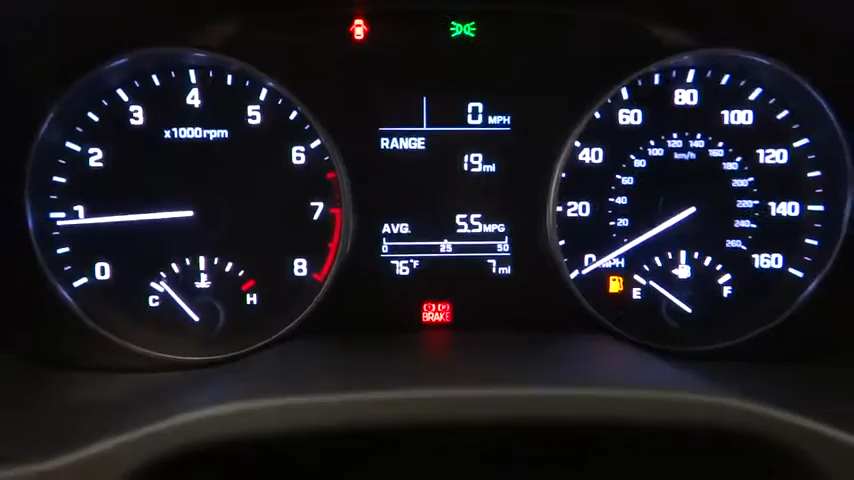 0 MPH
RANGE
19 mi
AVG. 5.5 MPG
0 25 50
76°F 7 mi
BRAKE
0 1 2 3 4 5 6 7 8
x1000rpm
C H
0 20 40 60 80 100 120 140 160
MPH
20 40 60 80 100 120 140 160 180 200 220 240 260
km/h
E F